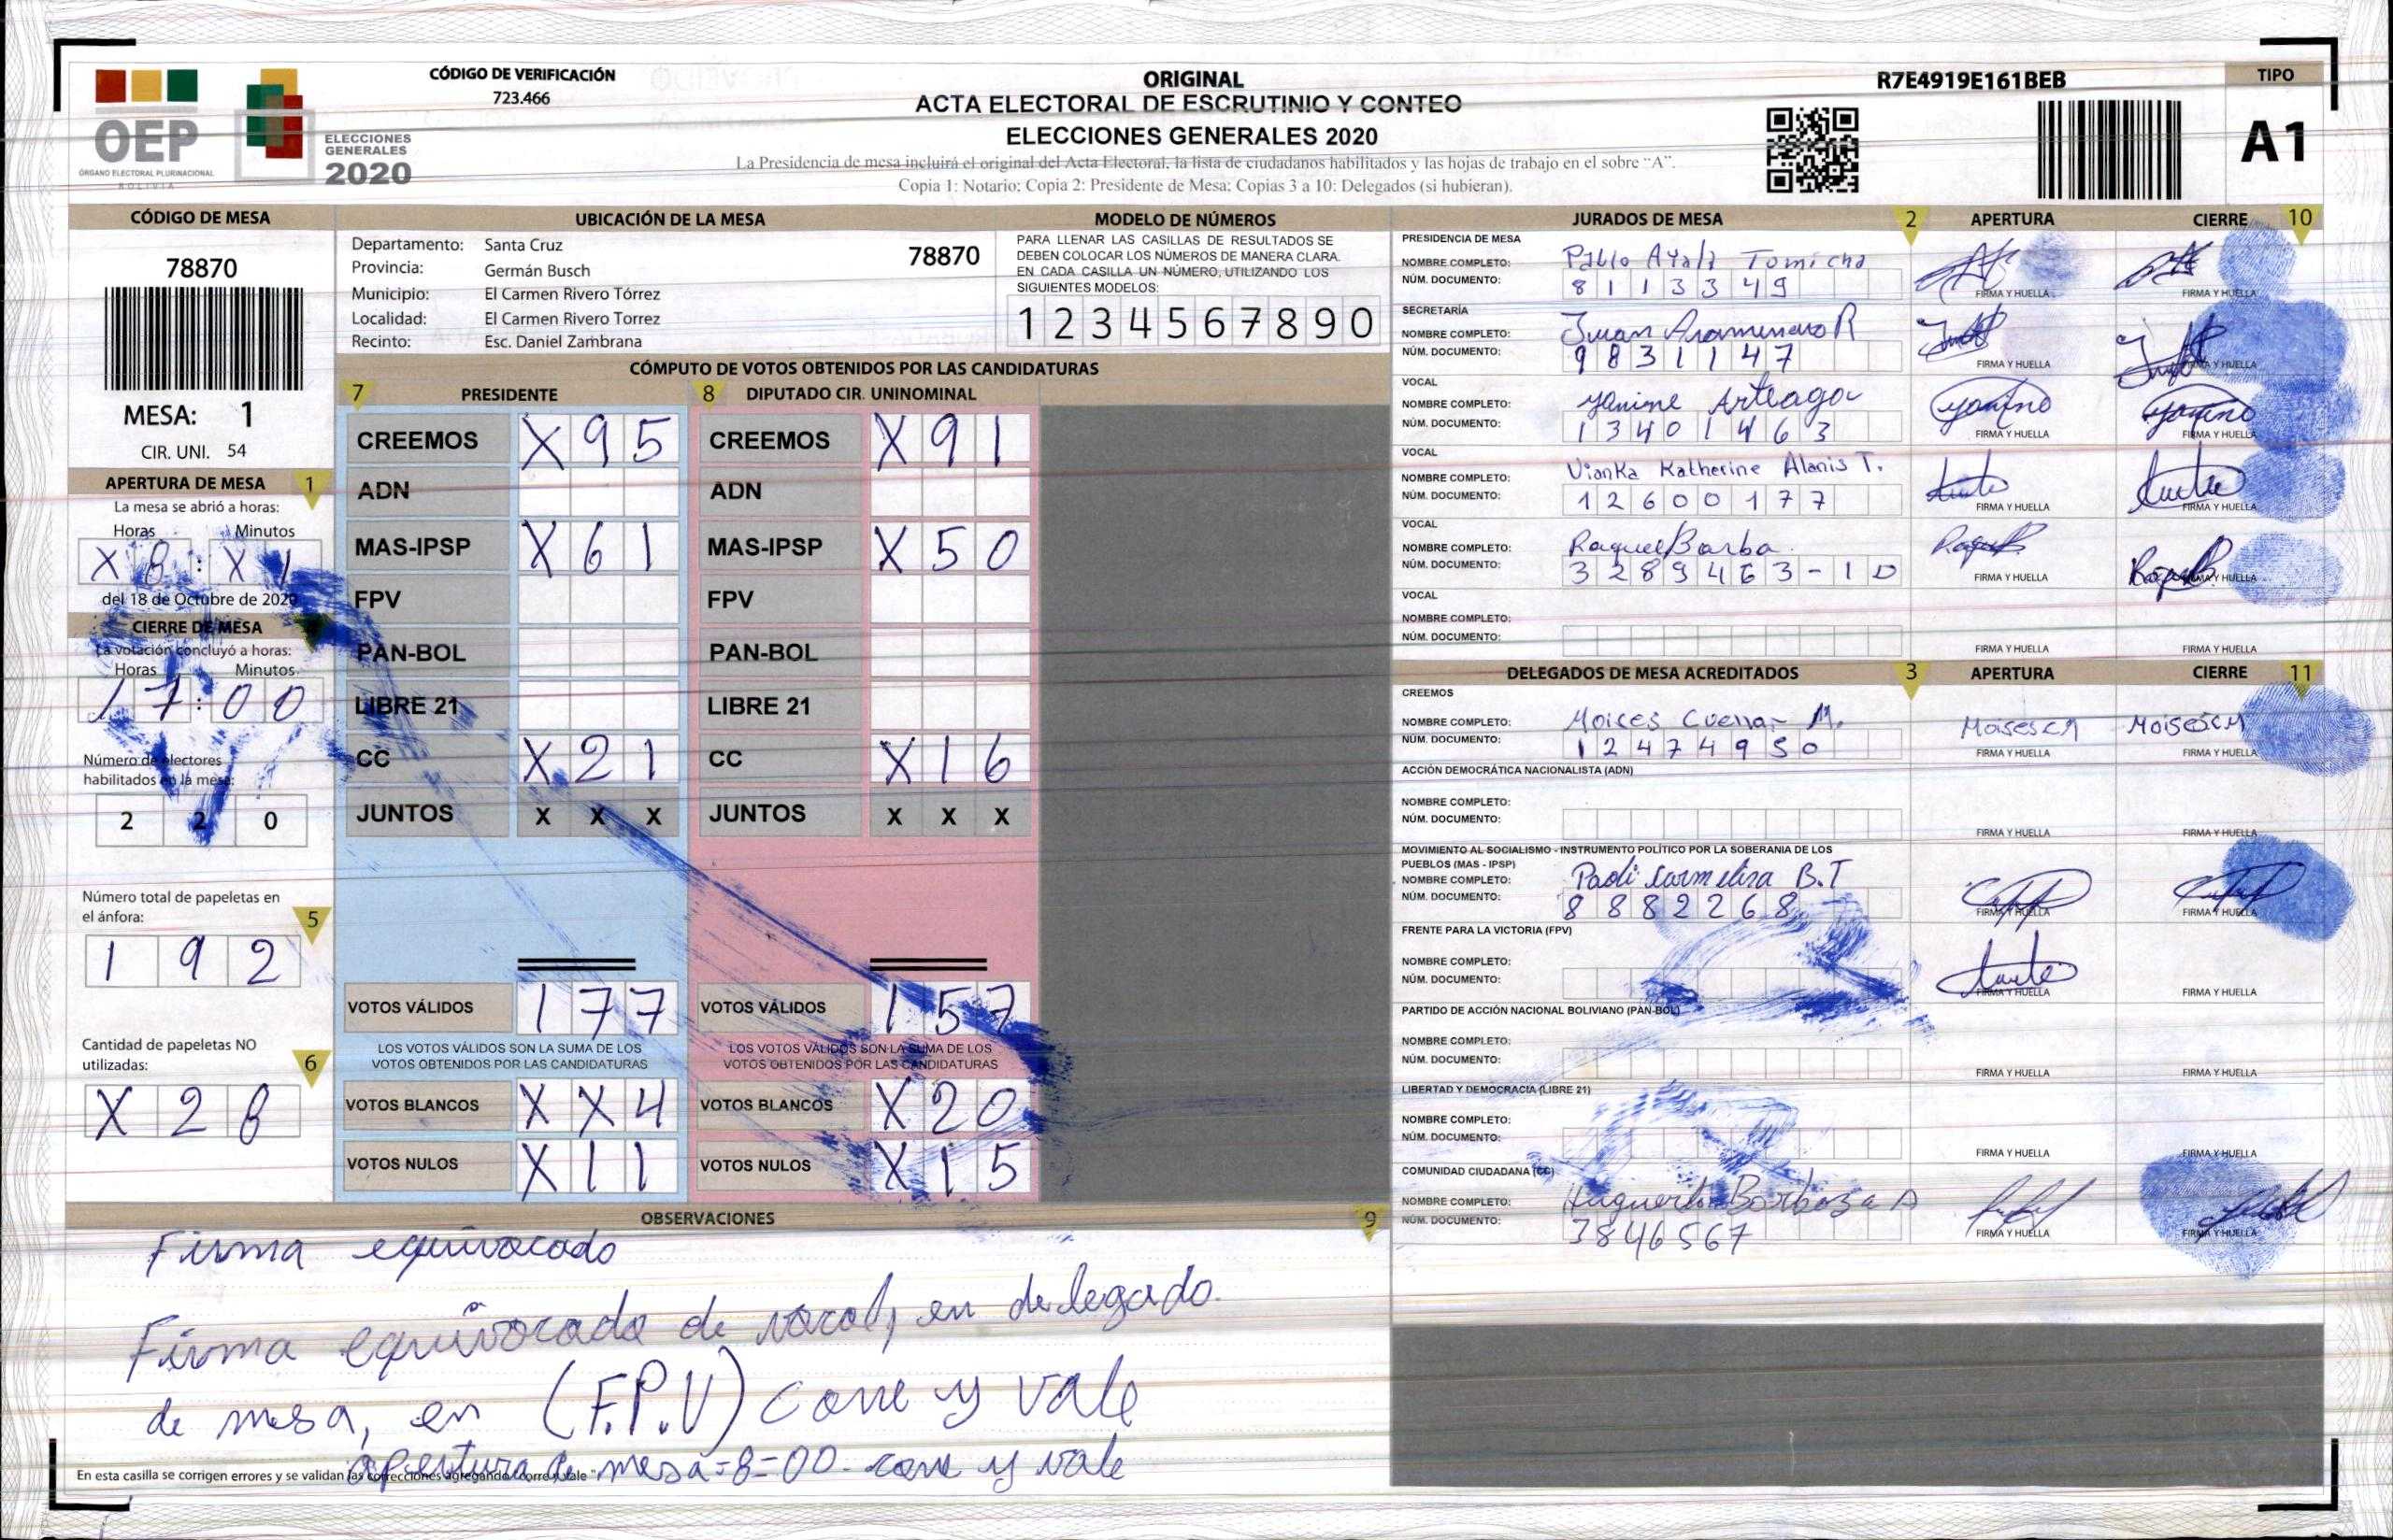 CÓDIGO DE VERIFICACIÓN
723.466
OEP
ÓRGANO ELECTORAL PLURINACIONAL
BOLIVIA
ELECCIONES
GENERALES
2020
ORIGINAL
ACTA ELECTORAL DE ESCRUTINIO Y CONTEO
ELECCIONES GENERALES 2020
La Presidencia de mesa incluirá el original del Acta Electoral, la lista de ciudadanos habilitados y las hojas de trabajo en el sobre "A".
Copia 1: Notario; Copia 2: Presidente de Mesa; Copias 3 a 10: Delegados (si hubieran).
R7E4919E161BEB
TIPO
A1
CÓDIGO DE MESA
78870
MESA: 1
CIR. UNI. 54
APERTURA DE MESA 1
La mesa se abrió a horas:
Horas Minutos
X 8 : X 1
del 18 de Octubre de 2020
CIERRE DE MESA
La votación concluyó a horas:
Horas Minutos
1 7 : 0 0
Número de electores
habilitados en la mesa:
2 2 0
Número total de papeletas en
el ánfora: 5
1 9 2
Cantidad de papeletas NO
utilizadas: 6
X 2 8
UBICACIÓN DE LA MESA
Departamento: Santa Cruz 78870
Provincia: Germán Busch
Municipio: El Carmen Rivero Tórrez
Localidad: El Carmen Rivero Torrez
Recinto: Esc. Daniel Zambrana
MODELO DE NÚMEROS
PARA LLENAR LAS CASILLAS DE RESULTADOS SE
DEBEN COLOCAR LOS NÚMEROS DE MANERA CLARA.
EN CADA CASILLA UN NÚMERO, UTILIZANDO LOS
SIGUIENTES MODELOS:
1 2 3 4 5 6 7 8 9 0
CÓMPUTO DE VOTOS OBTENIDOS POR LAS CANDIDATURAS
7 PRESIDENTE 8 DIPUTADO CIR. UNINOMINAL
CREEMOS X 9 5 CREEMOS X 9 1
ADN ADN
MAS-IPSP X 6 1 MAS-IPSP X 5 0
FPV FPV
PAN-BOL PAN-BOL
LIBRE 21 LIBRE 21
CC X 2 1 CC X 1 6
JUNTOS X X X JUNTOS X X X
VOTOS VÁLIDOS 1 7 7 VOTOS VÁLIDOS 1 5 7
LOS VOTOS VÁLIDOS SON LA SUMA DE LOS LOS VOTOS VÁLIDOS SON LA SUMA DE LOS
VOTOS OBTENIDOS POR LAS CANDIDATURAS VOTOS OBTENIDOS POR LAS CANDIDATURAS
VOTOS BLANCOS X X 4 VOTOS BLANCOS X 2 0
VOTOS NULOS X 1 1 VOTOS NULOS X 1 5
OBSERVACIONES 9
Firma equivocado
Firma equivocada de vocal, en delegado.
de mesa, en (F.P.V) corre y vale
apertura de mesa=8=00- corre y vale
En esta casilla se corrigen errores y se validan las correcciones agregando "corre y vale"
JURADOS DE MESA 2 APERTURA CIERRE 10
PRESIDENCIA DE MESA
NOMBRE COMPLETO: Pablo Ayala Tomicha
NÚM. DOCUMENTO: 8 1 1 3 3 4 9
FIRMA Y HUELLA FIRMA Y HUELLA
SECRETARÍA
NOMBRE COMPLETO: Juan R
NÚM. DOCUMENTO: 9 8 3 1 1 4 7
FIRMA Y HUELLA FIRMA Y HUELLA
VOCAL
NOMBRE COMPLETO: Yanine Arteaga
NÚM. DOCUMENTO: 1 3 4 0 1 4 6 3
FIRMA Y HUELLA FIRMA Y HUELLA
VOCAL
NOMBRE COMPLETO: Vianka Katherine Alanis T.
NÚM. DOCUMENTO: 1 2 6 0 0 1 7 7
FIRMA Y HUELLA FIRMA Y HUELLA
VOCAL
NOMBRE COMPLETO: Raquel Barba
NÚM. DOCUMENTO: 3 2 8 9 4 6 3 - 1 D
FIRMA Y HUELLA FIRMA Y HUELLA
VOCAL
NOMBRE COMPLETO:
NÚM. DOCUMENTO:
FIRMA Y HUELLA FIRMA Y HUELLA
DELEGADOS DE MESA ACREDITADOS 3 APERTURA CIERRE 11
CREEMOS
NOMBRE COMPLETO: Moises Cuellar M. Moises CM Moises CM
NÚM. DOCUMENTO: 1 2 4 7 4 9 5 0
FIRMA Y HUELLA FIRMA Y HUELLA
ACCIÓN DEMOCRÁTICA NACIONALISTA (ADN)
NOMBRE COMPLETO:
NÚM. DOCUMENTO:
FIRMA Y HUELLA FIRMA Y HUELLA
MOVIMIENTO AL SOCIALISMO - INSTRUMENTO POLÍTICO POR LA SOBERANIA DE LOS
PUEBLOS (MAS - IPSP)
NOMBRE COMPLETO: Paoli Carmelina B.T
NÚM. DOCUMENTO: 8 8 8 2 2 6 8
FIRMA Y HUELLA FIRMA Y HUELLA
FRENTE PARA LA VICTORIA (FPV)
NOMBRE COMPLETO:
NÚM. DOCUMENTO:
FIRMA Y HUELLA FIRMA Y HUELLA
PARTIDO DE ACCIÓN NACIONAL BOLIVIANO (PAN-BOL)
NOMBRE COMPLETO:
NÚM. DOCUMENTO:
FIRMA Y HUELLA FIRMA Y HUELLA
LIBERTAD Y DEMOCRACIA (LIBRE 21)
NOMBRE COMPLETO:
NÚM. DOCUMENTO:
FIRMA Y HUELLA FIRMA Y HUELLA
COMUNIDAD CIUDADANA (CC)
NOMBRE COMPLETO: Barboza A
NÚM. DOCUMENTO: 3846567
FIRMA Y HUELLA FIRMA Y HUELLA